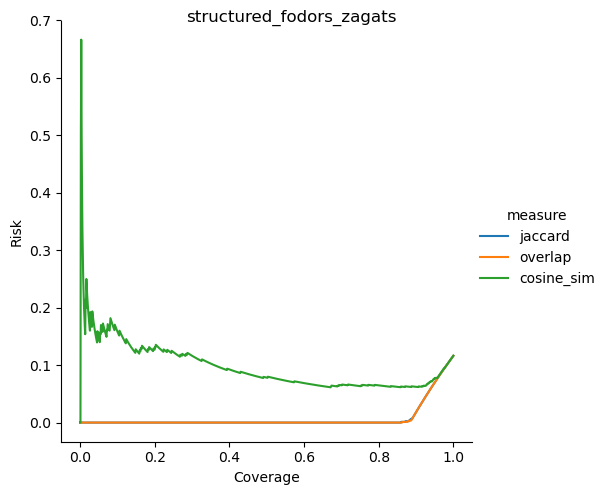 structured_fodors_zagats
0.7
0.6
0.5
0.4
0.3
0.2
0.1
0.0
Risk
0.0 0.2 0.4 0.6 0.8 1.0
Coverage
measure
jaccard
overlap
cosine_sim